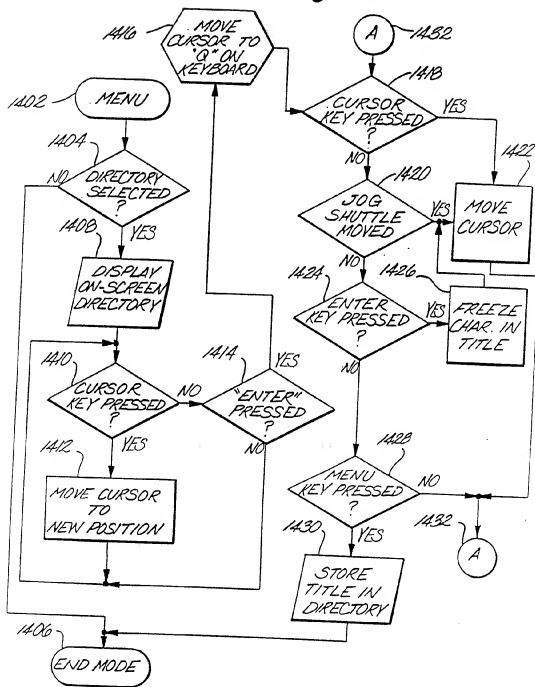 1416
MOVE
CURSOR TO
"Q" ON
KEYBOARD
A
1432
1402
MENU
1418
CURSOR
KEY PRESSED
?
YES
NO
1404
NO
DIRECTORY
SELECTED
?
YES
1420
JOG
SHUTTLE
MOVED
YES
NO
1422
MOVE
CURSOR
1408
DISPLAY
ON-SCREEN
DIRECTORY
1424
ENTER
KEY PRESSED
?
YES
NO
1426
FREEZE
CHAR. IN
TITLE
1410
CURSOR
KEY PRESSED
?
NO
YES
1414
YES
"ENTER"
PRESSED
?
NO
1412
MOVE CURSOR
TO
NEW POSITION
1428
MENU
KEY PRESSED
?
NO
YES
1432
A
1430
STORE
TITLE IN
DIRECTORY
1406
END MODE